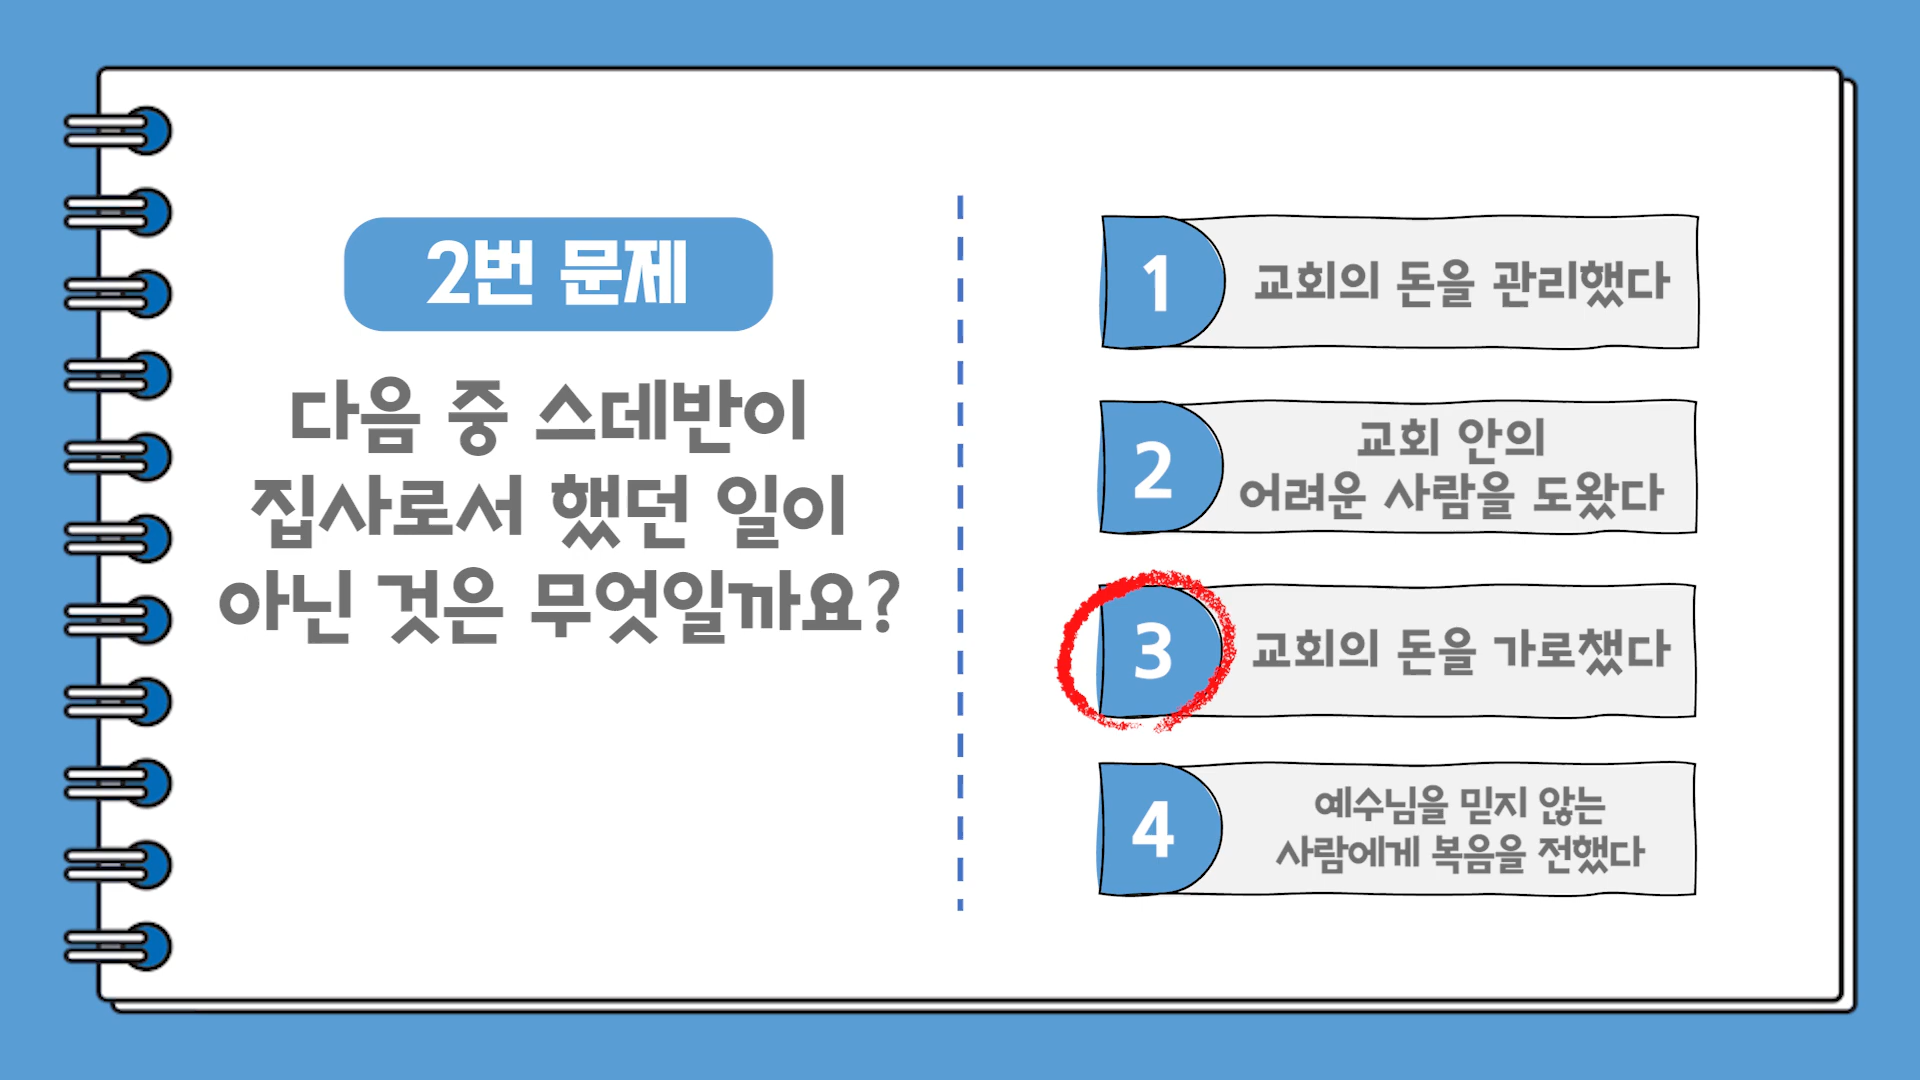 2번 문제
다음 중 스데반이
집사로서 했던 일이
아닌 것은 무엇일까요?
1
교회의 돈을 관리했다
2
교회 안의
어려운 사람을 도왔다
3
교회의 돈을 가로챘다
4
예수님을 믿지 않는
사람에게 복음을 전했다